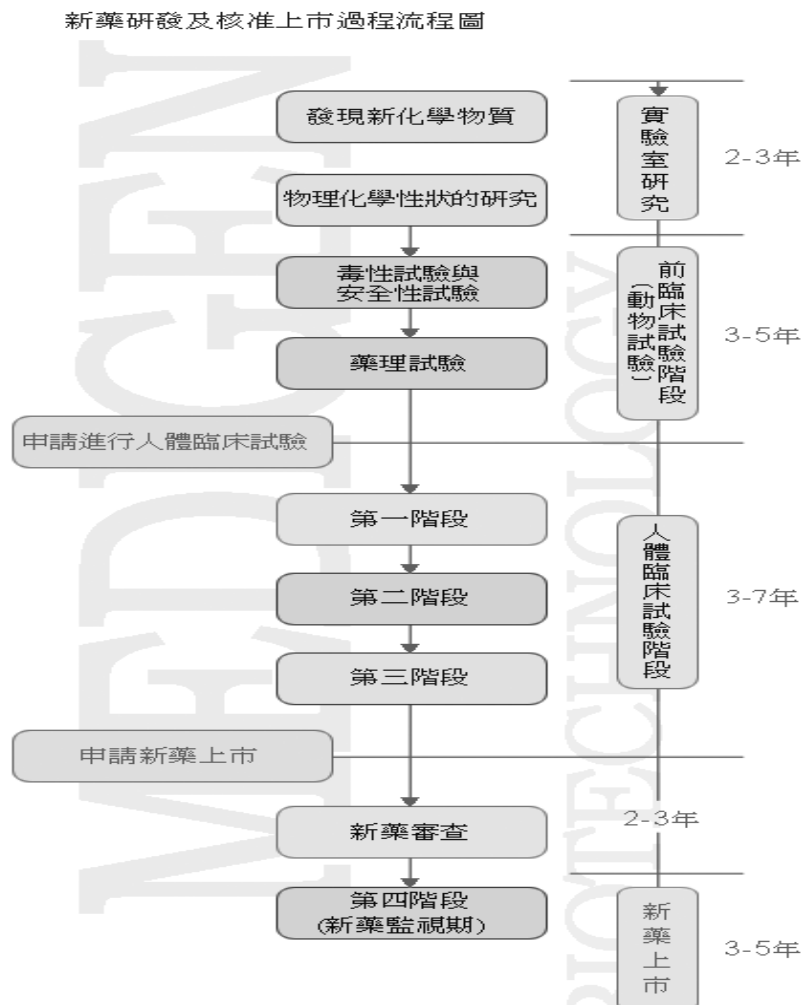 新藥研發及核准上市過程流程圖
發現新化學物質
實驗室研究
2-3年
物理化學性狀的研究
毒性試驗與
安全性試驗
藥理試驗
前臨床試驗階段
(動物試驗)
3-5年
申請進行人體臨床試驗
第一階段
第二階段
第三階段
人體臨床試驗階段
3-7年
申請新藥上市
新藥審查
2-3年
第四階段
(新藥監視期)
新藥上市
3-5年
MEDIGEN
BIOTECHNOLOGY